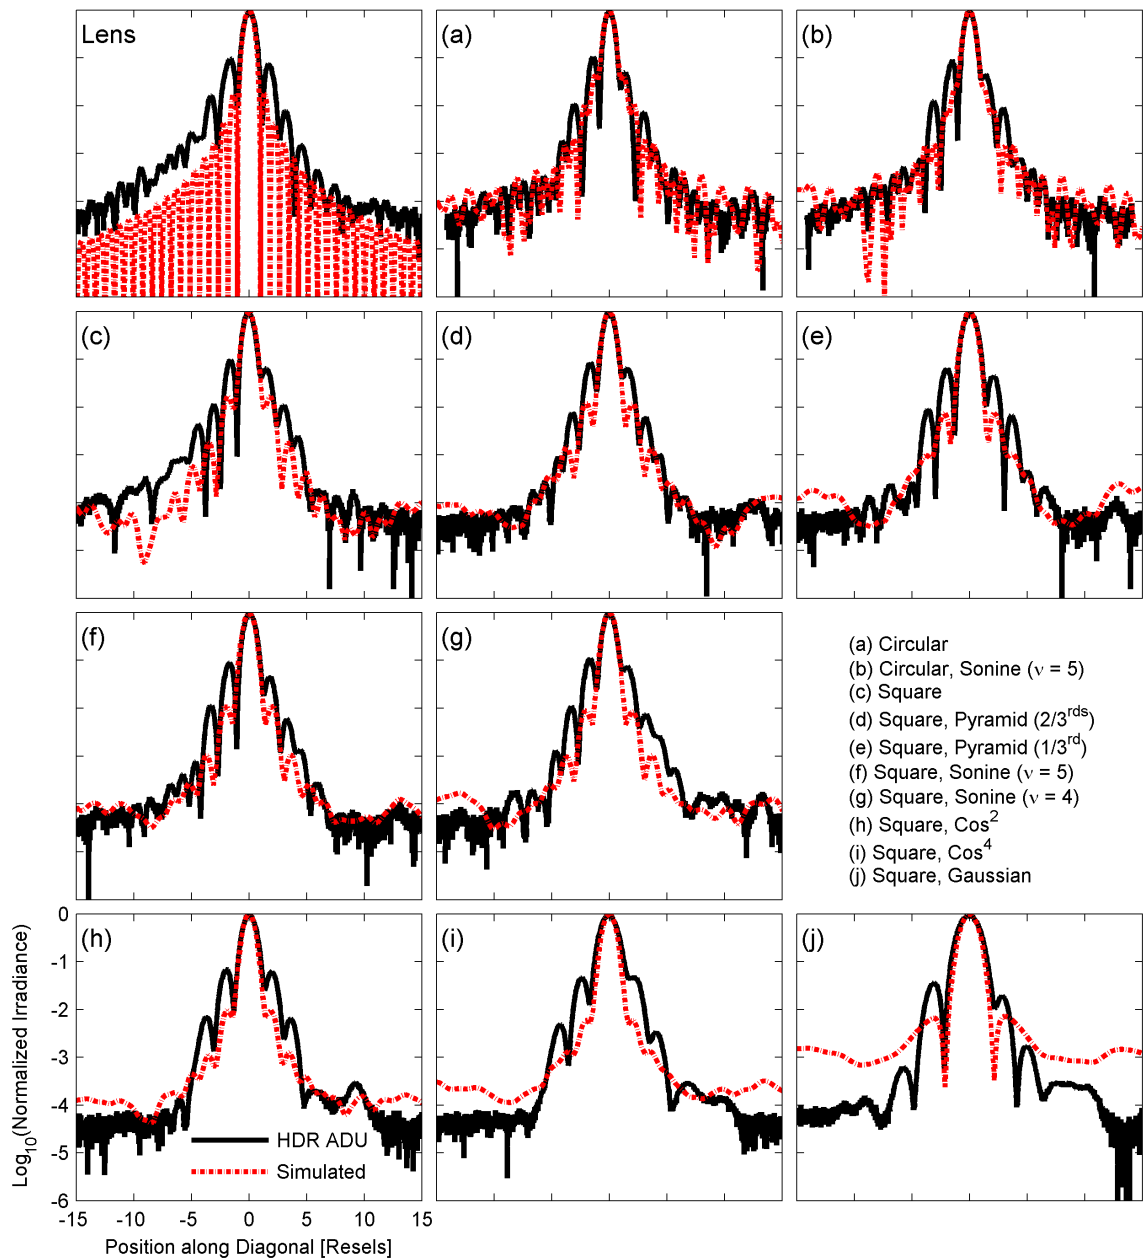 Lens
(a)
(b)
(c)
(d)
(e)
(f)
(g)
(a) Circular
(b) Circular, Sonine (ν = 5)
(c) Square
(d) Square, Pyramid (2/3rds)
(e) Square, Pyramid (1/3rd)
(f) Square, Sonine (ν = 5)
(g) Square, Sonine (ν = 4)
(h) Square, Cos2
(i) Square, Cos4
(j) Square, Gaussian
(h)
(i)
(j)
Log10(Normalized Irradiance)
0
-1
-2
-3
-4
-5
-6
HDR ADU
Simulated
-15 -10 -5 0 5 10 15
Position along Diagonal [Resels]